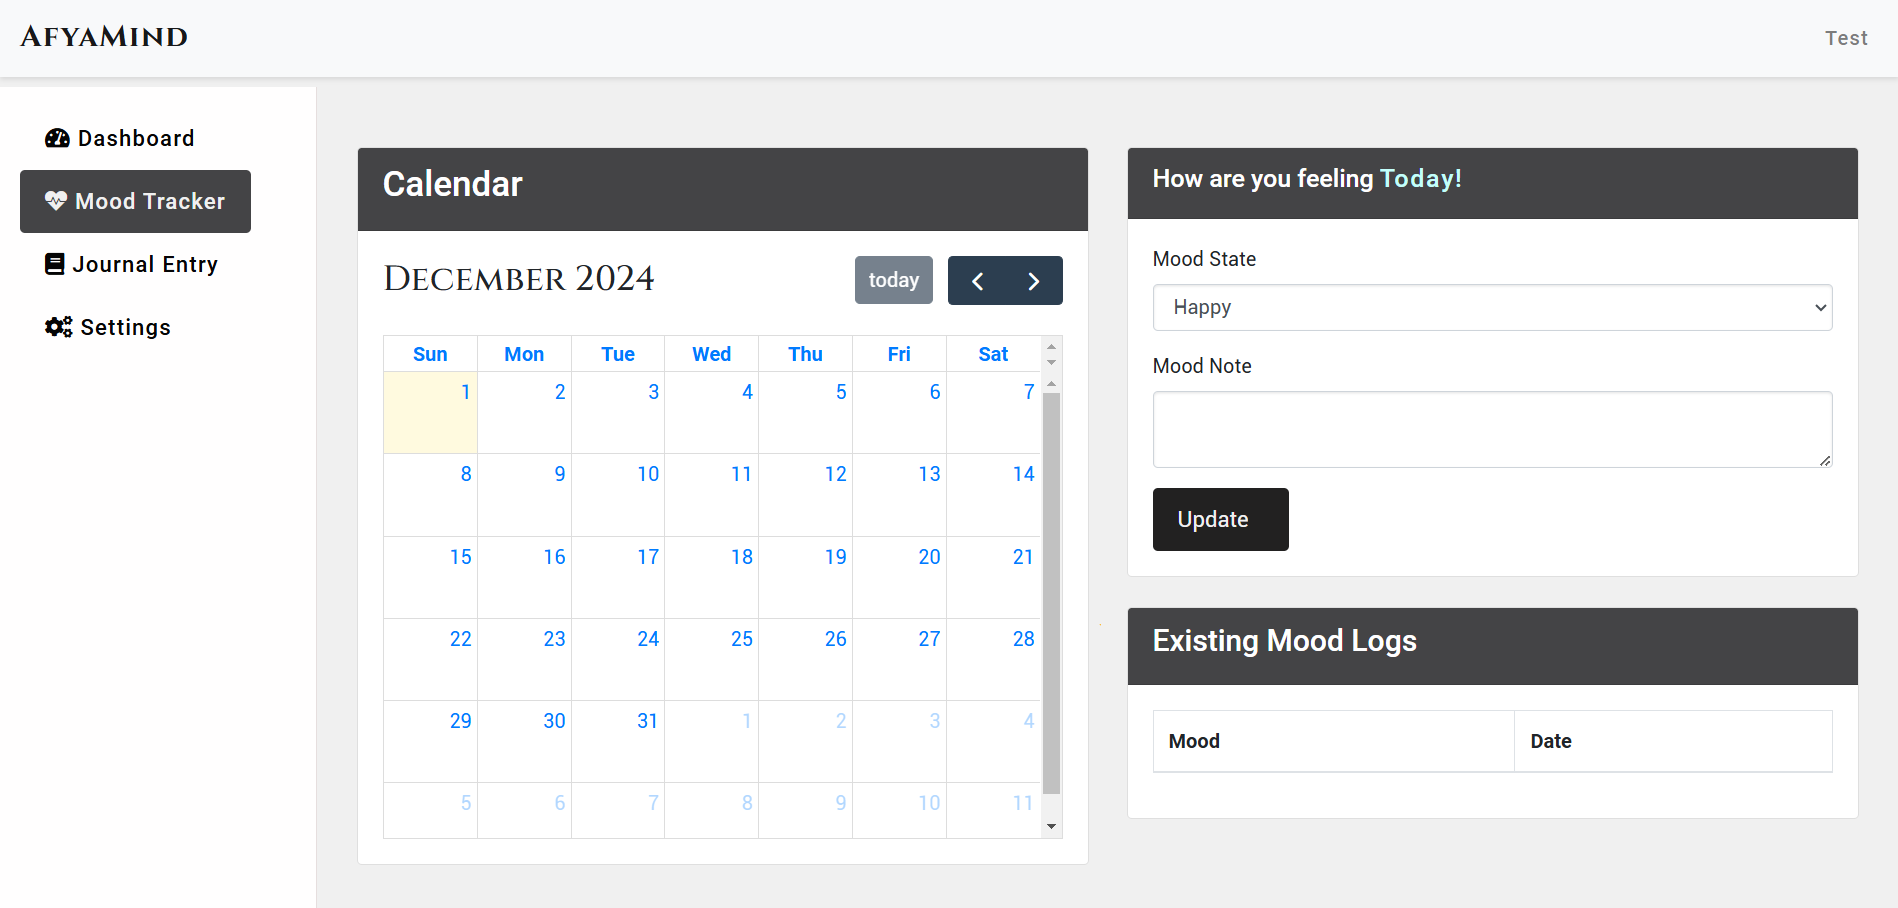 AfyaMind
Test
Dashboard
Mood Tracker
Journal Entry
Settings
Calendar
December 2024
today
Sun Mon Tue Wed Thu Fri Sat
1 2 3 4 5 6 7
8 9 10 11 12 13 14
15 16 17 18 19 20 21
22 23 24 25 26 27 28
29 30 31 1 2 3 4
5 6 7 8 9 10 11
How are you feeling Today!
Mood State
Happy
Mood Note
Update
Existing Mood Logs
Mood Date